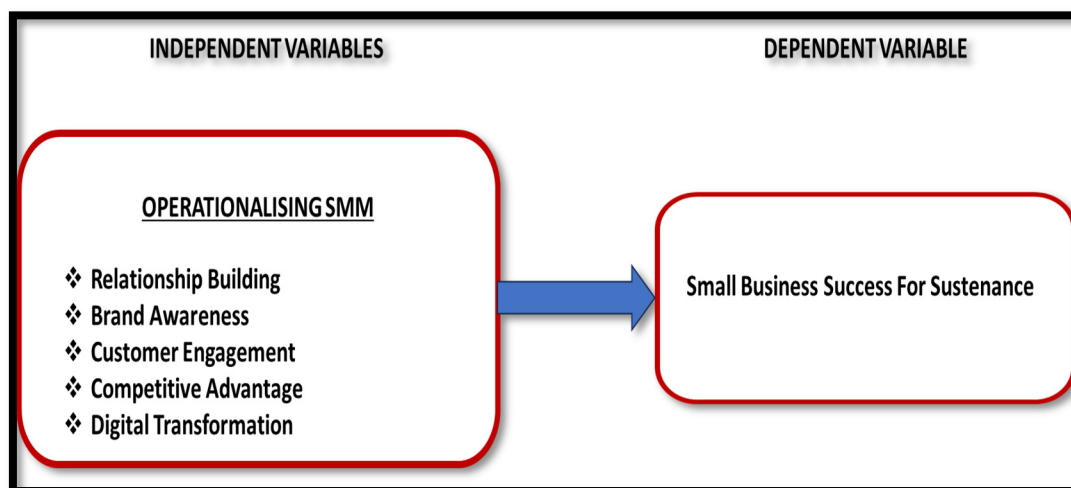 INDEPENDENT VARIABLES
DEPENDENT VARIABLE
OPERATIONALISING SMM
❖ Relationship Building
❖ Brand Awareness
❖ Customer Engagement
❖ Competitive Advantage
❖ Digital Transformation
Small Business Success For Sustenance